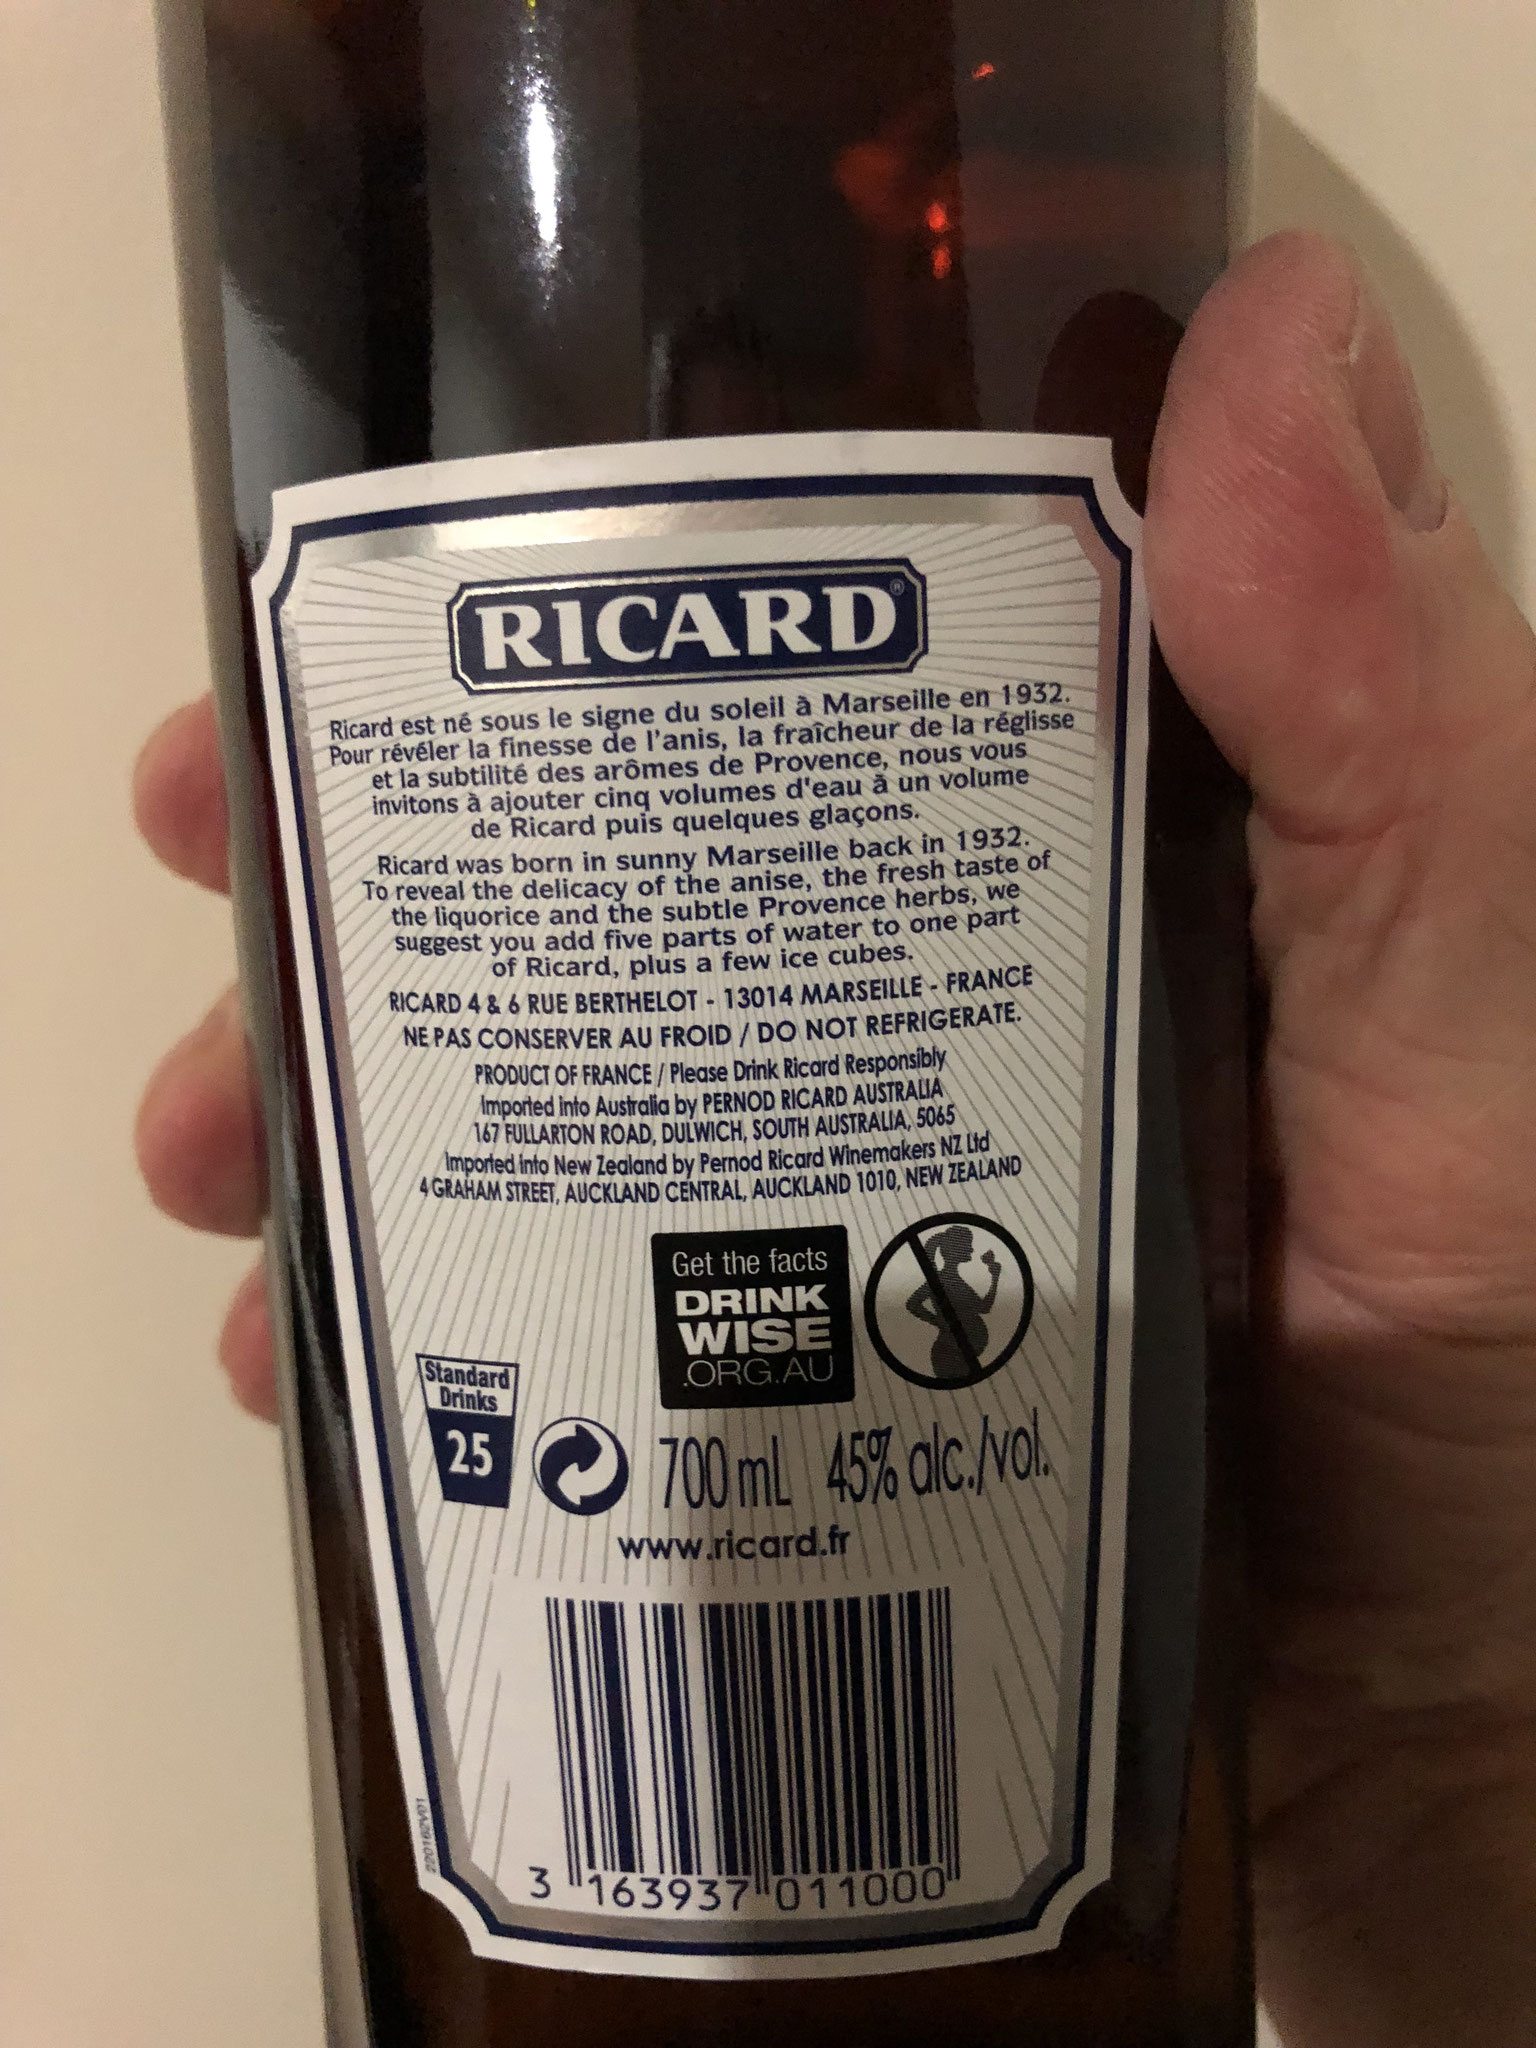 RICARD®
Ricard est né sous le signe du soleil à Marseille en 1932.
Pour révéler la finesse de l'anis, la fraîcheur de la réglisse
et la subtilité des arômes de Provence, nous vous
invitons à ajouter cinq volumes d'eau à un volume
de Ricard puis quelques glaçons.
Ricard was born in sunny Marseille back in 1932.
To reveal the delicacy of the anise, the fresh taste of
the liquorice and the subtle Provence herbs, we
suggest you add five parts of water to one part
of Ricard, plus a few ice cubes.
RICARD 4 & 6 RUE BERTHELOT - 13014 MARSEILLE - FRANCE
NE PAS CONSERVER AU FROID / DO NOT REFRIGERATE.
PRODUCT OF FRANCE / Please Drink Ricard Responsibly
Imported into Australia by PERNOD RICARD AUSTRALIA
167 FULLARTON ROAD, DULWICH, SOUTH AUSTRALIA, 5065
Imported into New Zealand by Pernod Ricard Winemakers NZ Ltd
4 GRAHAM STREET, AUCKLAND CENTRAL, AUCKLAND 1010, NEW ZEALAND
Get the facts
DRINK
WISE
.ORG.AU
Standard
Drinks
25
700 mL 45% alc./vol.
www.ricard.fr
220162V01
3 163937 011000